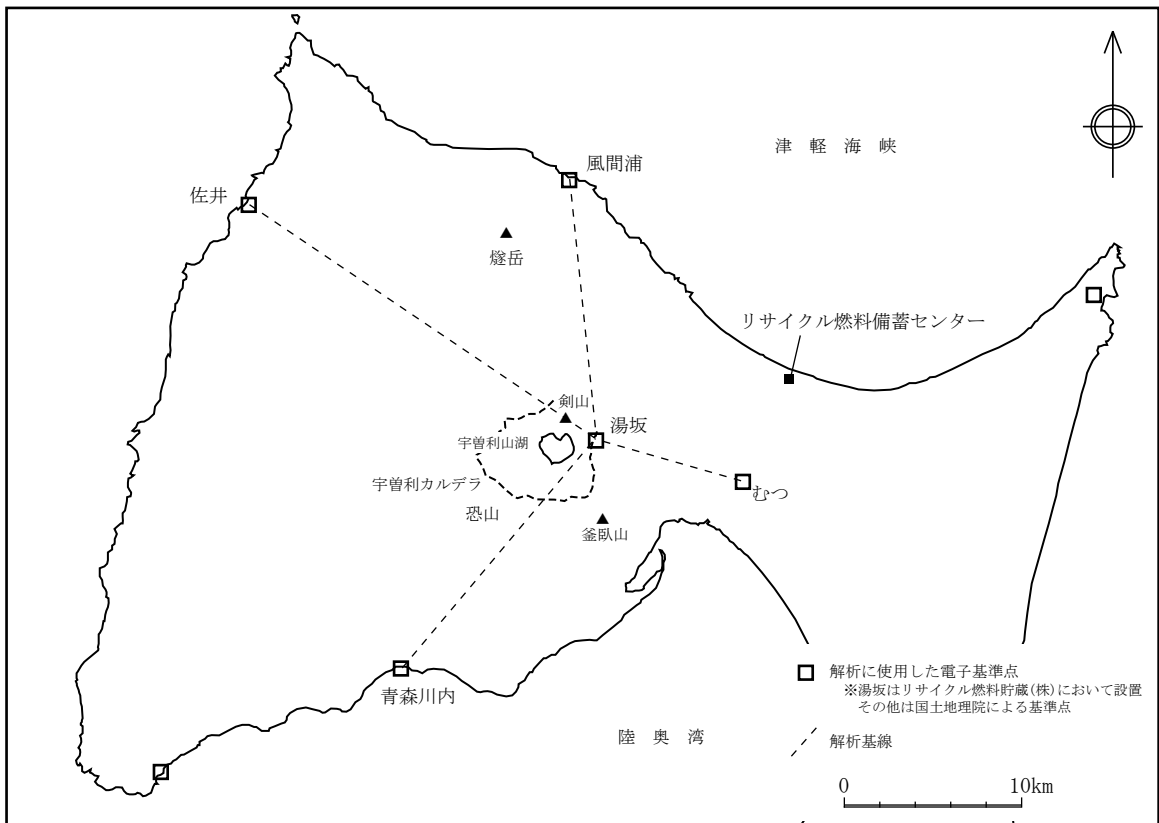 津軽海峡
風間浦
佐井
燧岳
リサイクル燃料備蓄センター
剣山
湯坂
宇曽利山湖
宇曽利カルデラ
むつ
恐山
釜臥山
青森川内
解析に使用した電子基準点
※湯坂はリサイクル燃料貯蔵(株)において設置
その他は国土地理院による基準点
陸奥湾
解析基線
0 10km